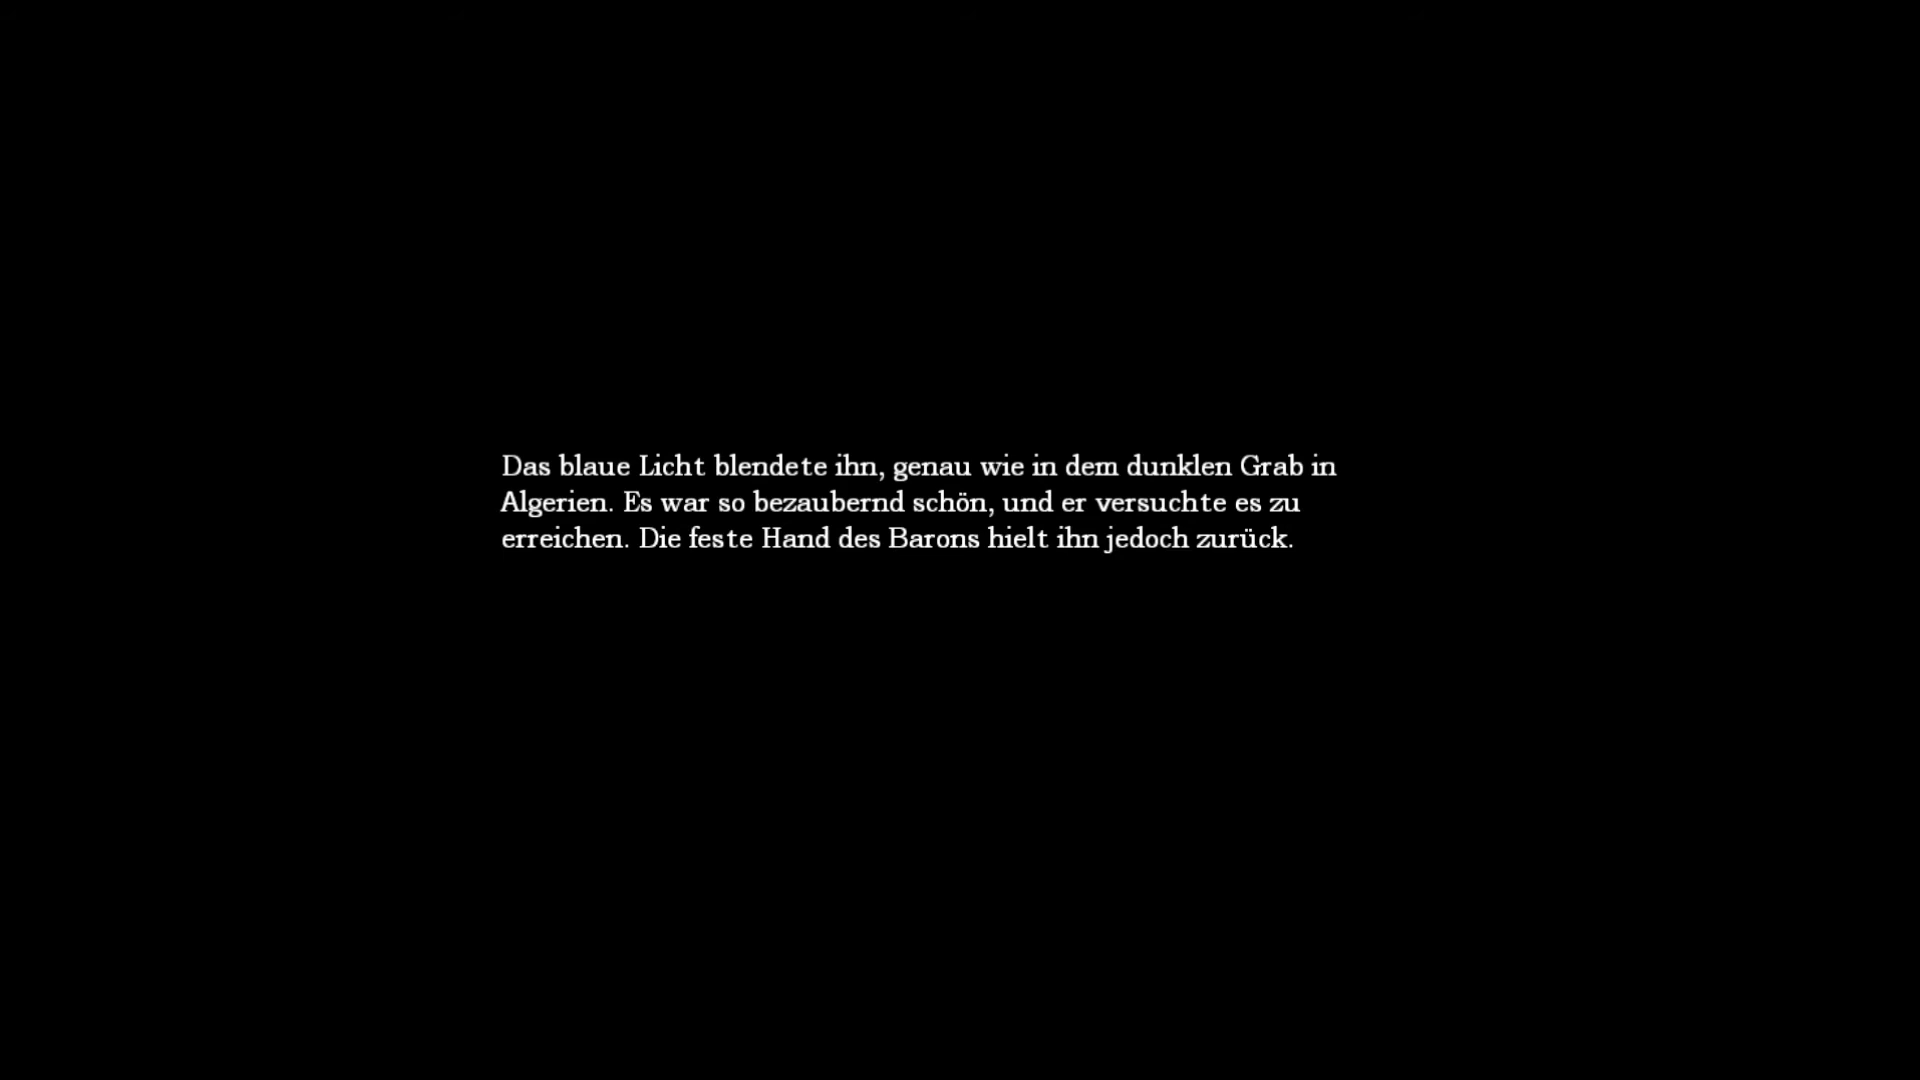 Das blaue Licht blendete ihn, genau wie in dem dunklen Grab in
Algerien. Es war so bezaubernd schön, und er versuchte es zu
erreichen. Die feste Hand des Barons hielt ihn jedoch zurück.